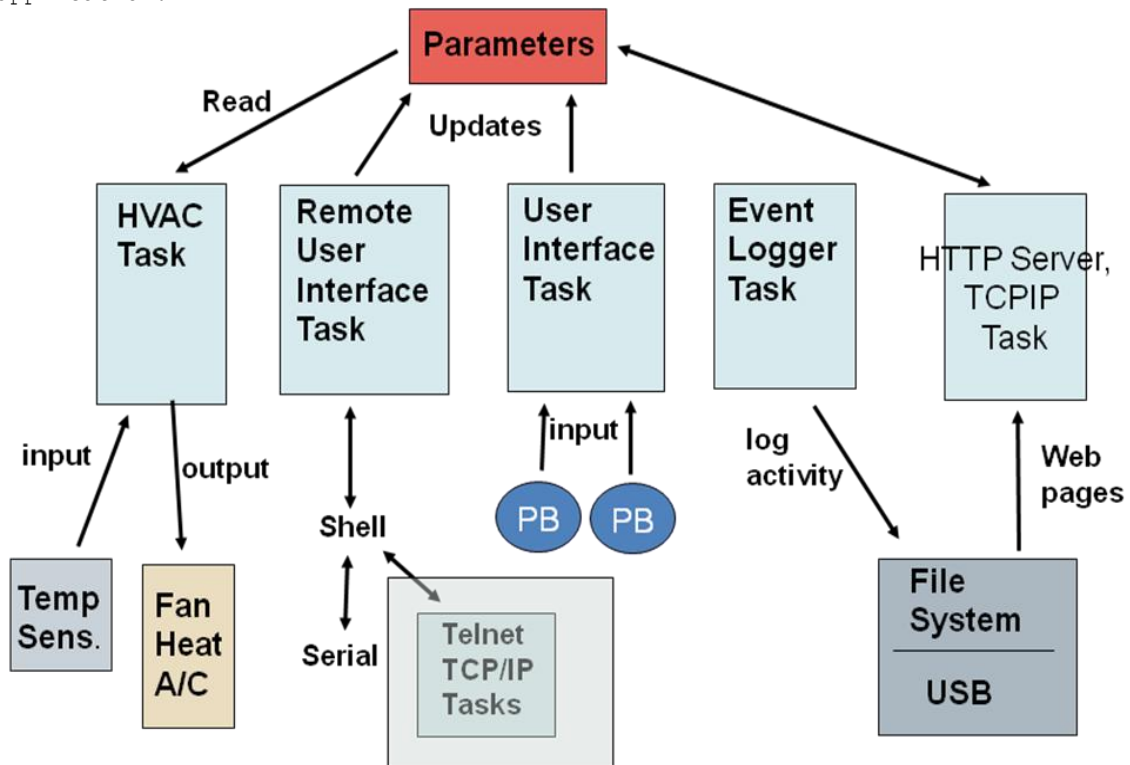 Parameters
Read
Updates
HVAC
Task
Remote
User
Interface
Task
User
Interface
Task
Event
Logger
Task
HTTP Server,
TCPIP
Task
input
output
input
log
activity
Web
pages
PB
PB
Shell
Serial
Temp
Sens.
Fan
Heat
A/C
Telnet
TCP/IP
Tasks
File
System
USB